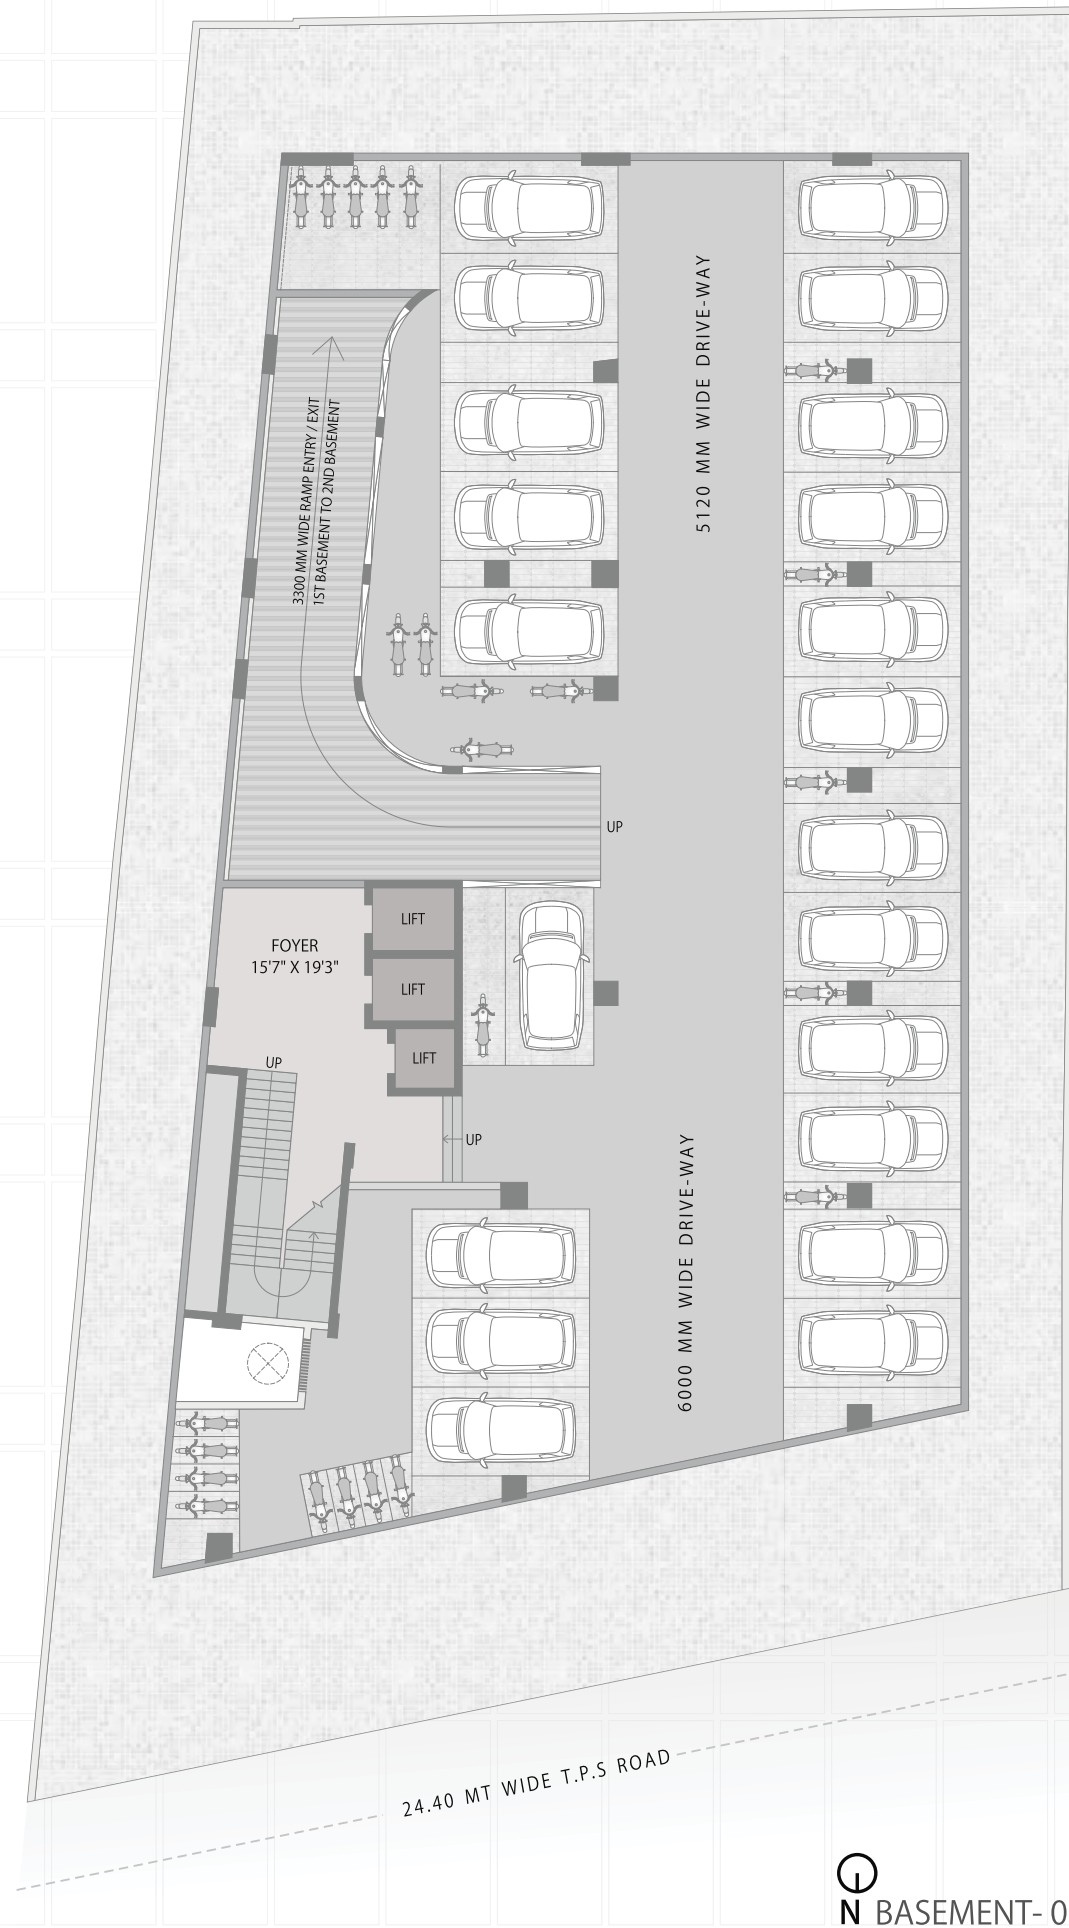 5120 MM WIDE DRIVE-WAY
3300 MM WIDE RAMP ENTRY / EXIT
1ST BASEMENT TO 2ND BASEMENT
UP
LIFT
FOYER
15'7" X 19'3"
LIFT
LIFT
UP
UP
6000 MM WIDE DRIVE-WAY
24.40 MT WIDE T.P.S ROAD
N BASEMENT- 0